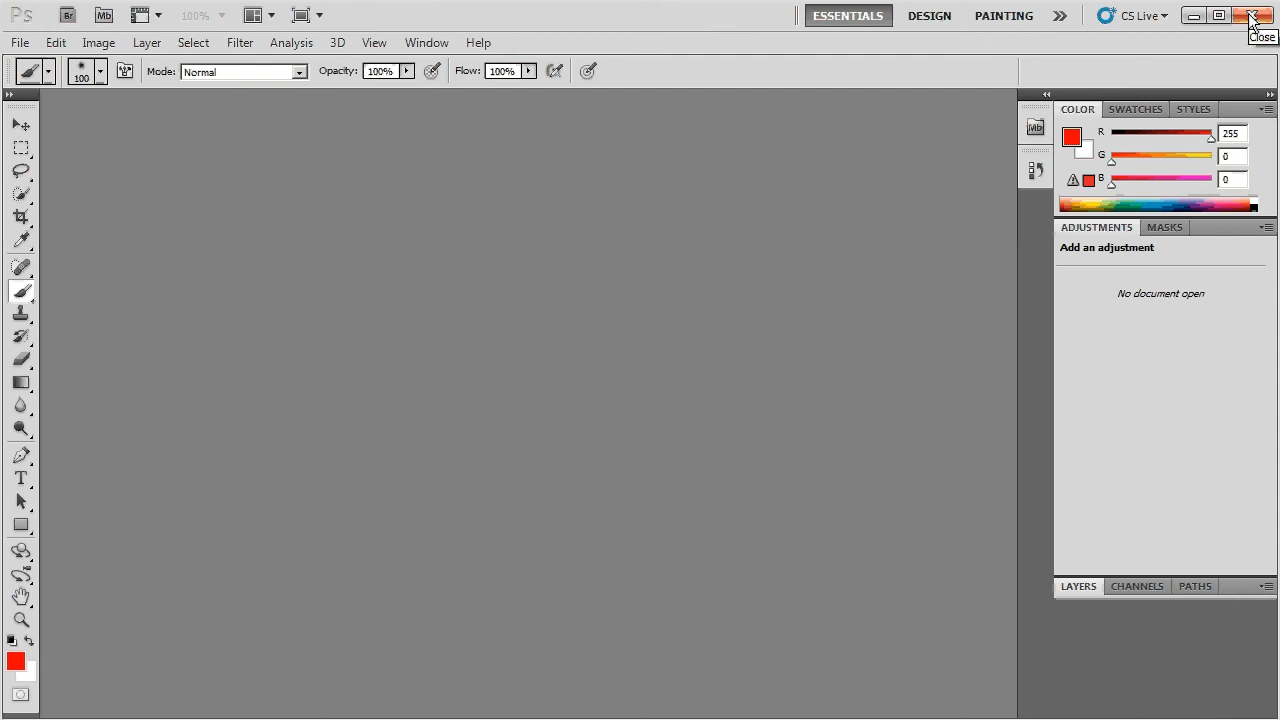 Ps Br Mb 100% ESSENTIALS DESIGN PAINTING CS Live
Close
File Edit Image Layer Select Filter Analysis 3D View Window Help
100 Mode: Normal Opacity: 100% Flow: 100%
COLOR SWATCHES STYLES
Mb
R 255
G 0
B 0
ADJUSTMENTS MASKS
Add an adjustment
No document open
T
LAYERS CHANNELS PATHS